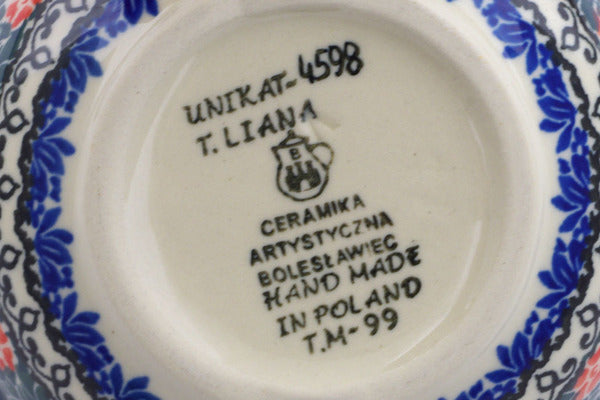 UNIKAT-4598
T. LIANA
B
CERAMIKA
ARTYSTYCZNA
BOLESŁAWIEC
HAND MADE
IN POLAND
T.M-99